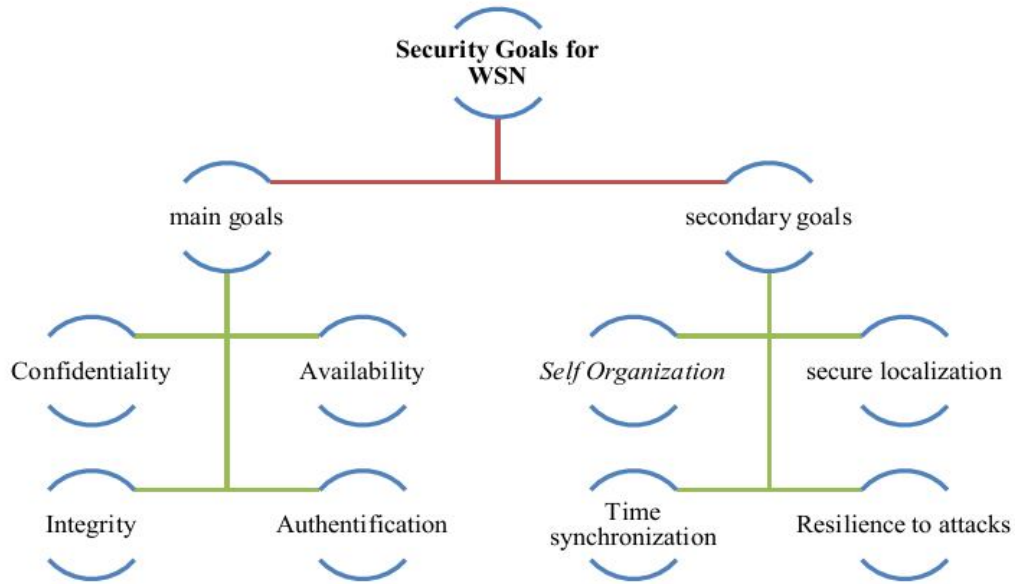 Security Goals for
WSN
main goals
secondary goals
Confidentiality
Availability
Self Organization
secure localization
Integrity
Authentification
Time
synchronization
Resilience to attacks